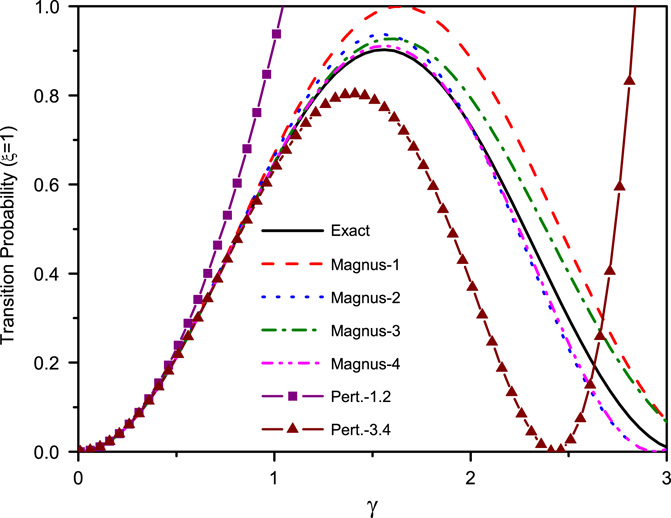 Transition Probability (ξ=1)
1.0
0.8
0.6
0.4
0.2
0.0
Exact
Magnus-1
Magnus-2
Magnus-3
Magnus-4
Pert.-1.2
Pert.-3.4
0
1
2
3
γ